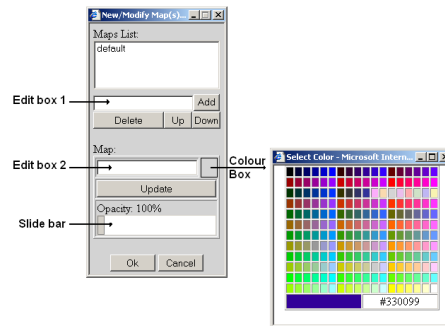 New/Modify Map(s)...
Maps List:
default
Edit box 1
Add
Delete Up Down
Map:
Edit box 2
Colour
Box
Update
Opacity: 100%
Slide bar
Ok Cancel
Select Color - Microsoft Intern...
#330099